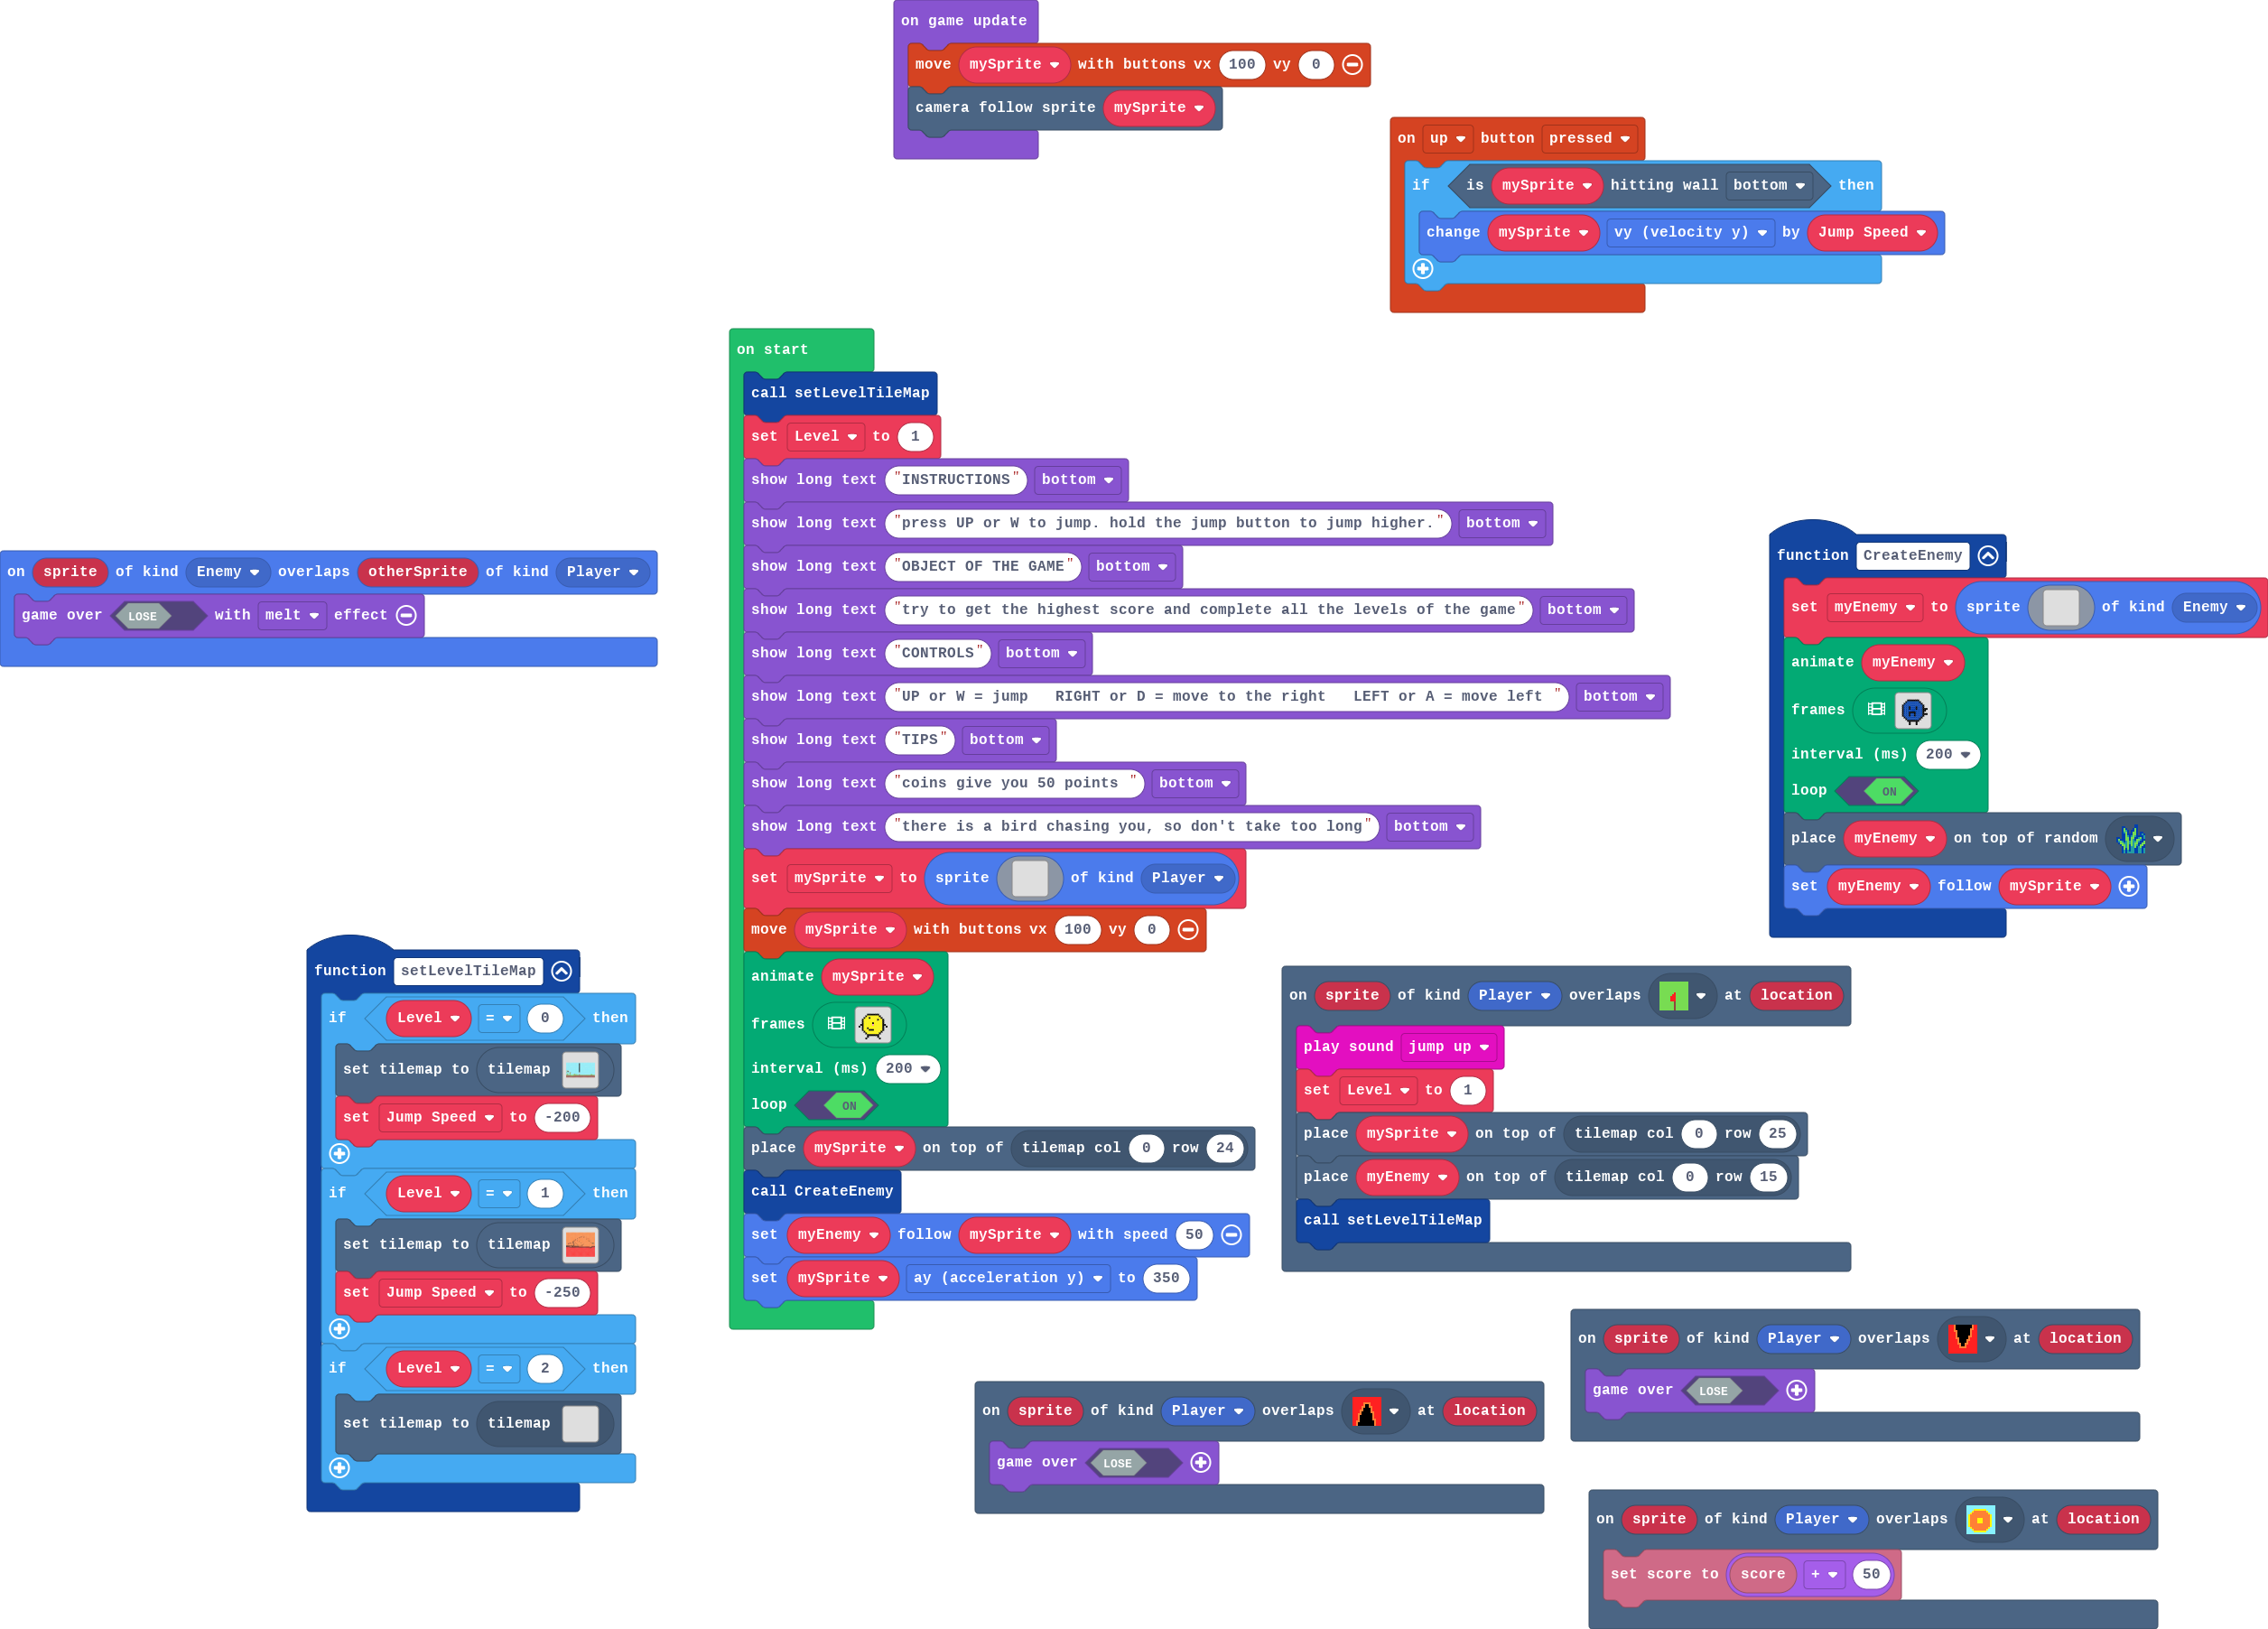 on game update
move mySprite with buttons vx 100 vy 0
camera follow sprite mySprite
on up button pressed
if is mySprite hitting wall bottom then
change mySprite vy (velocity y) by Jump Speed
on start
call setLevelTileMap
set Level to 1
show long text "INSTRUCTIONS" bottom
show long text "press UP or W to jump. hold the jump button to jump higher." bottom
show long text "OBJECT OF THE GAME" bottom
show long text "try to get the highest score and complete all the levels of the game" bottom
show long text "CONTROLS" bottom
show long text "UP or W = jump   RIGHT or D = move to the right   LEFT or A = move left " bottom
show long text "TIPS" bottom
show long text "coins give you 50 points " bottom
show long text "there is a bird chasing you, so don't take too long" bottom
set mySprite to sprite of kind Player
move mySprite with buttons vx 100 vy 0
animate mySprite
frames
interval (ms) 200
loop ON
place mySprite on top of tilemap col 0 row 24
call CreateEnemy
set myEnemy follow mySprite with speed 50
set mySprite ay (acceleration y) to 350
on sprite of kind Enemy overlaps otherSprite of kind Player
game over LOSE with melt effect
function CreateEnemy
set myEnemy to sprite of kind Enemy
animate myEnemy
frames
interval (ms) 200
loop ON
place myEnemy on top of random
set myEnemy follow mySprite
function setLevelTileMap
if Level = 0 then
set tilemap to tilemap
set Jump Speed to -200
if Level = 1 then
set tilemap to tilemap
set Jump Speed to -250
if Level = 2 then
set tilemap to tilemap
on sprite of kind Player overlaps at location
play sound jump up
set Level to 1
place mySprite on top of tilemap col 0 row 25
place myEnemy on top of tilemap col 0 row 15
call setLevelTileMap
on sprite of kind Player overlaps at location
game over LOSE
on sprite of kind Player overlaps at location
game over LOSE
on sprite of kind Player overlaps at location
set score to score + 50